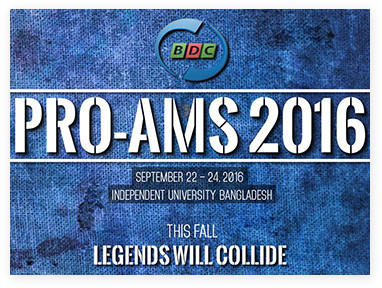 BDC
PRO-AMS 2016
SEPTEMBER 22 - 24, 2016
INDEPENDENT UNIVERSITY BANGLADESH
THIS FALL
LEGENDS WILL COLLIDE